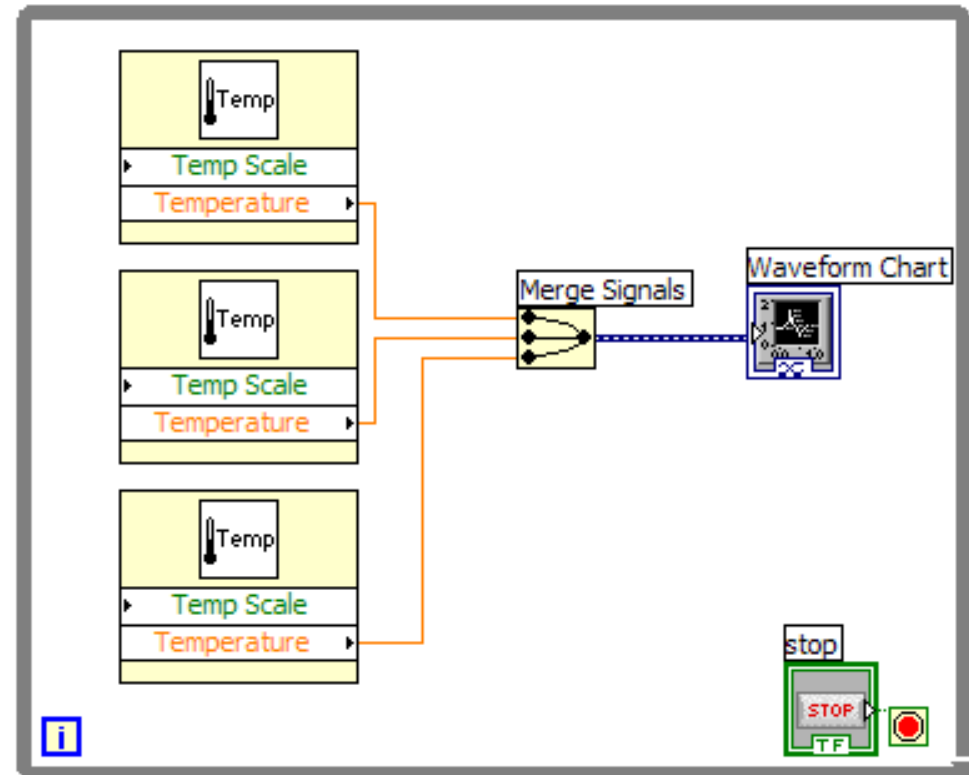 Temp
Temp Scale
Temperature
Temp
Temp Scale
Temperature
Temp
Temp Scale
Temperature
Merge Signals
Waveform Chart
stop
STOP
TF
i